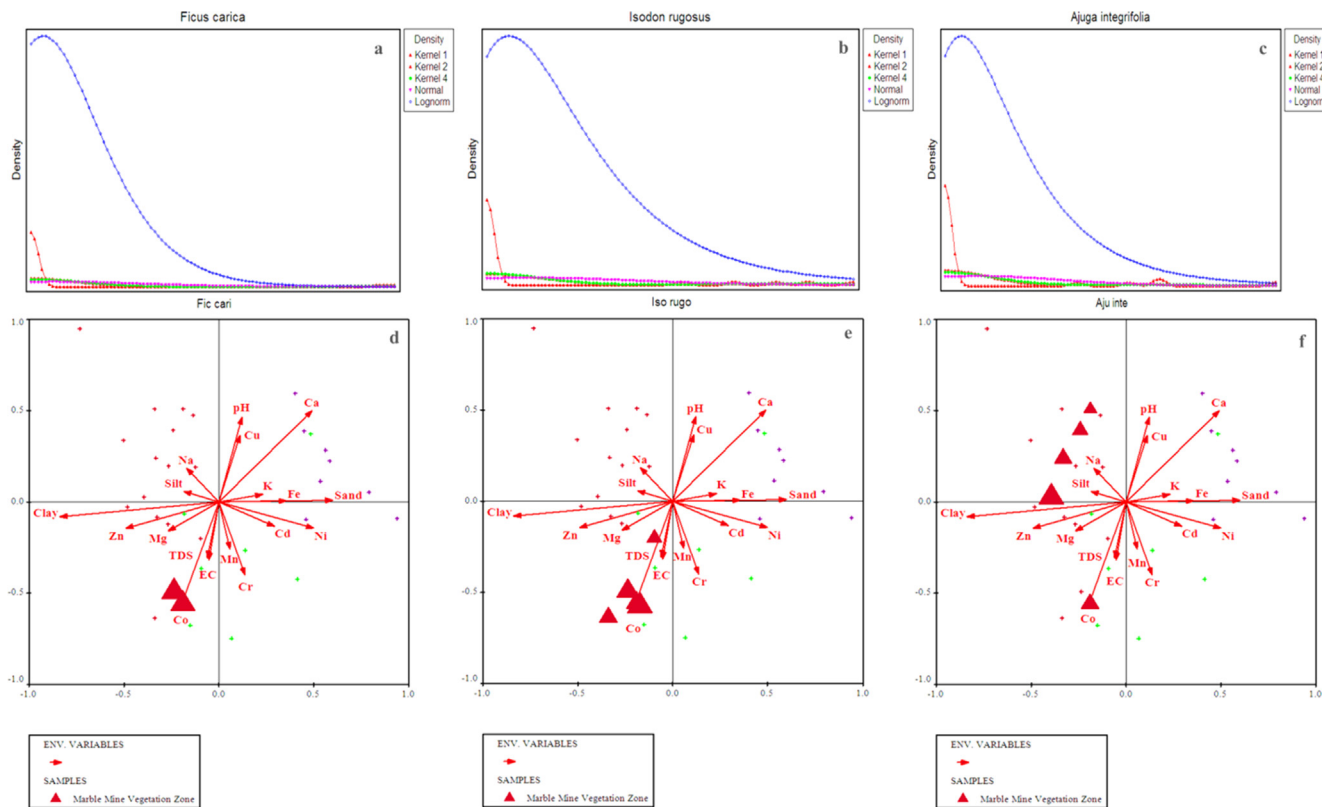 Ficus carica
a
Density
Kernel 1
Kernel 2
Kernel 4
Normal
Lognorm
Density
Isodon rugosus
b
Density
Kernel 1
Kernel 2
Kernel 4
Normal
Lognorm
Density
Ajuga integrifolia
c
Density
Kernel 1
Kernel 2
Kernel 4
Normal
Lognorm
Density
Fic cari
d
1.0
0.5
0.0
-0.5
-1.0
-1.0 -0.5 0.0 0.5 1.0
pH
Ca
Cu
Na
Silt
K
Fe
Sand
Clay
Zn
Mg
Cd
Ni
TDS
Mn
EC
Cr
Co
Iso rugo
e
1.0
0.5
0.0
-0.5
-1.0
-1.0 -0.5 0.0 0.5 1.0
pH
Ca
Cu
Na
Silt
K
Fe
Sand
Clay
Zn
Mg
Cd
Ni
TDS
Mn
EC
Cr
Co
Aju inte
f
1.0
0.5
0.0
-0.5
-1.0
-1.0 -0.5 0.0 0.5 1.0
pH
Ca
Cu
Na
Silt
K
Fe
Sand
Clay
Zn
Mg
Cd
Ni
TDS
Mn
EC
Cr
Co
ENV. VARIABLES
SAMPLES
Marble Mine Vegetation Zone
ENV. VARIABLES
SAMPLES
Marble Mine Vegetation Zone
ENV. VARIABLES
SAMPLES
Marble Mine Vegetation Zone